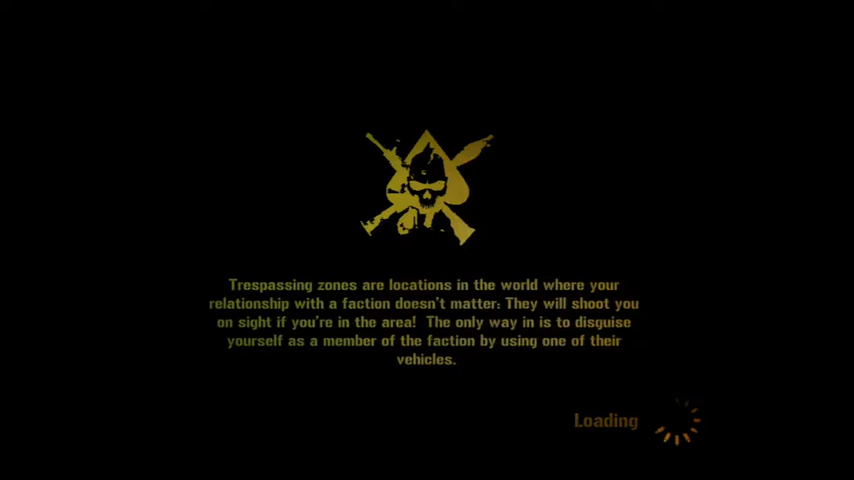 Trespassing zones are locations in the world where your
relationship with a faction doesn't matter: They will shoot you
on sight if you're in the area!  The only way in is to disguise
yourself as a member of the faction by using one of their
vehicles.
Loading